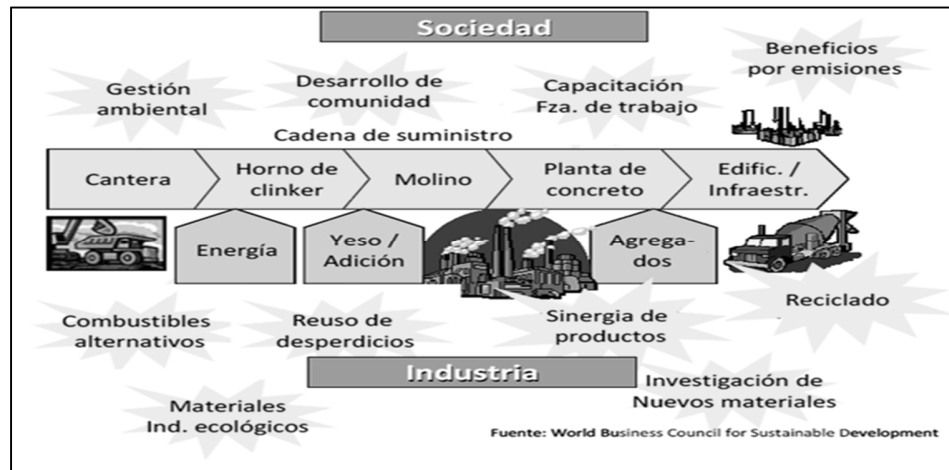 Sociedad
Beneficios
por emisiones
Gestión
ambiental
Desarrollo de
comunidad
Capacitación
Fza. de trabajo
Cadena de suministro
Cantera
Horno de
clinker
Molino
Planta de
concreto
Edific. /
Infraestr.
Energía
Yeso /
Adición
Agrega-
dos
Combustibles
alternativos
Reuso de
desperdicios
Sinergia de
productos
Reciclado
Industria
Materiales
Ind. ecológicos
Investigación de
Nuevos materiales
Fuente: World Business Council for Sustainable Development